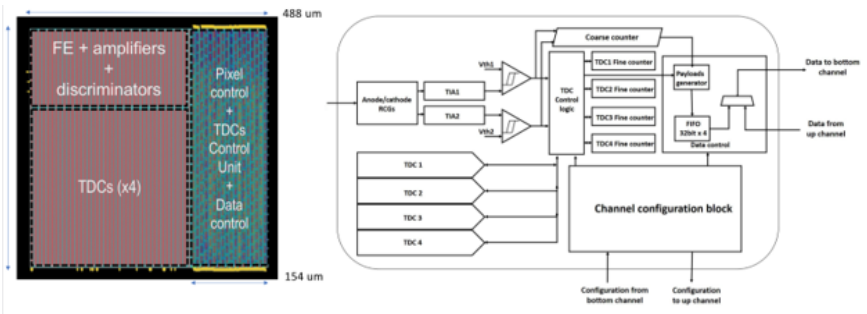 488 um
FE + amplifiers
+
discriminators
TDCs (x4)
Pixel
control
+
TDCs
Control
Unit
+
Data
control
154 um
Anode/cathode
RCGs
TIA1
TIA2
Vth1
Vth2
Coarse counter
TDC
Control
logic
TDC1 Fine counter
TDC2 Fine counter
TDC3 Fine counter
TDC4 Fine counter
Payloads
generator
FIFO
32bit x 4
Data control
Data to bottom
channel
Data from
up channel
TDC 1
TDC 2
TDC 3
TDC 4
Channel configuration block
Configuration from
bottom channel
Configuration
to up channel